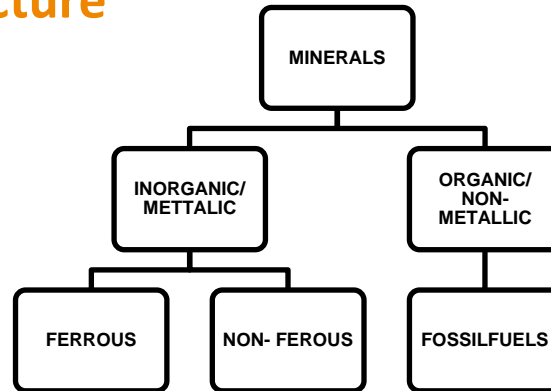 cture
MINERALS
INORGANIC/
METTALIC
ORGANIC/
NON-
METALLIC
FERROUS
NON- FEROUS
FOSSILFUELS